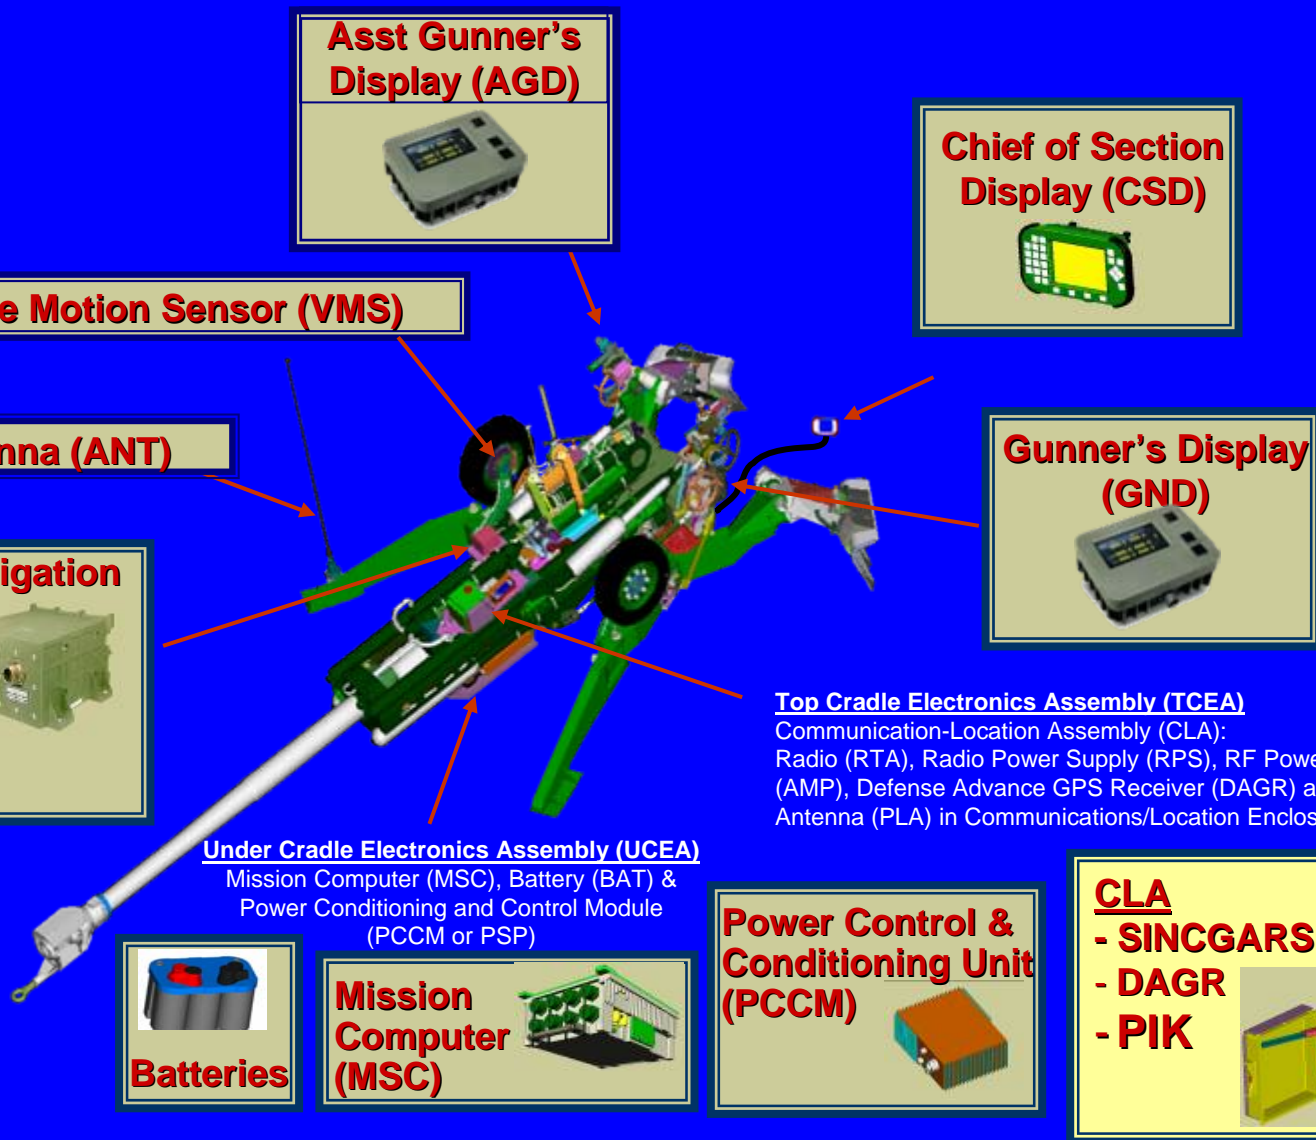 Asst Gunner's
Display (AGD)
Chief of Section
Display (CSD)
e Motion Sensor (VMS)
nna (ANT)
Gunner's Display
(GND)
igation
Top Cradle Electronics Assembly (TCEA)
Communication-Location Assembly (CLA):
Radio (RTA), Radio Power Supply (RPS), RF Powe
(AMP), Defense Advance GPS Receiver (DAGR) a
Antenna (PLA) in Communications/Location Enclos
Under Cradle Electronics Assembly (UCEA)
Mission Computer (MSC), Battery (BAT) &
Power Conditioning and Control Module
(PCCM or PSP)
Batteries
Mission
Computer
(MSC)
Power Control &
Conditioning Unit
(PCCM)
CLA
- SINCGARS
- DAGR
- PIK